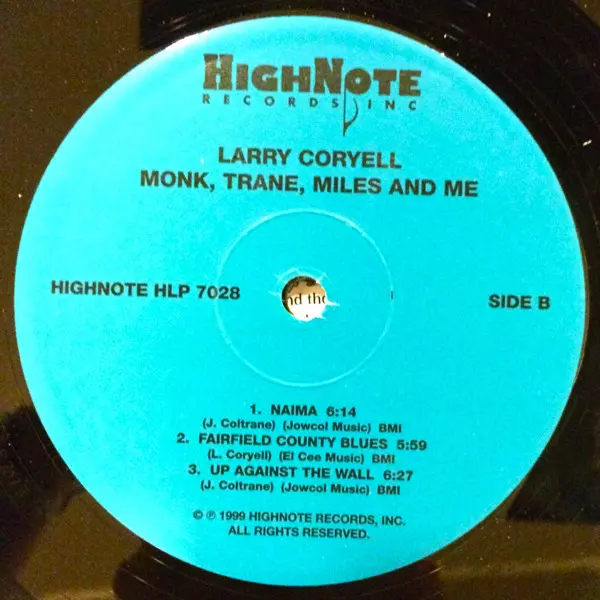 HIGHNOTE
RECORDS, INC
LARRY CORYELL
MONK, TRANE, MILES AND ME
HIGHNOTE HLP 7028
nd the
SIDE B
1. NAIMA 6:14
(J. Coltrane) (Jowcol Music) BMI
2. FAIRFIELD COUNTY BLUES 5:59
(L. Coryell) (El Cee Music) BMI
3. UP AGAINST THE WALL 6:27
(J. Coltrane) (Jowcol Music) BMI
© ℗ 1999 HIGHNOTE RECORDS, INC.
ALL RIGHTS RESERVED.